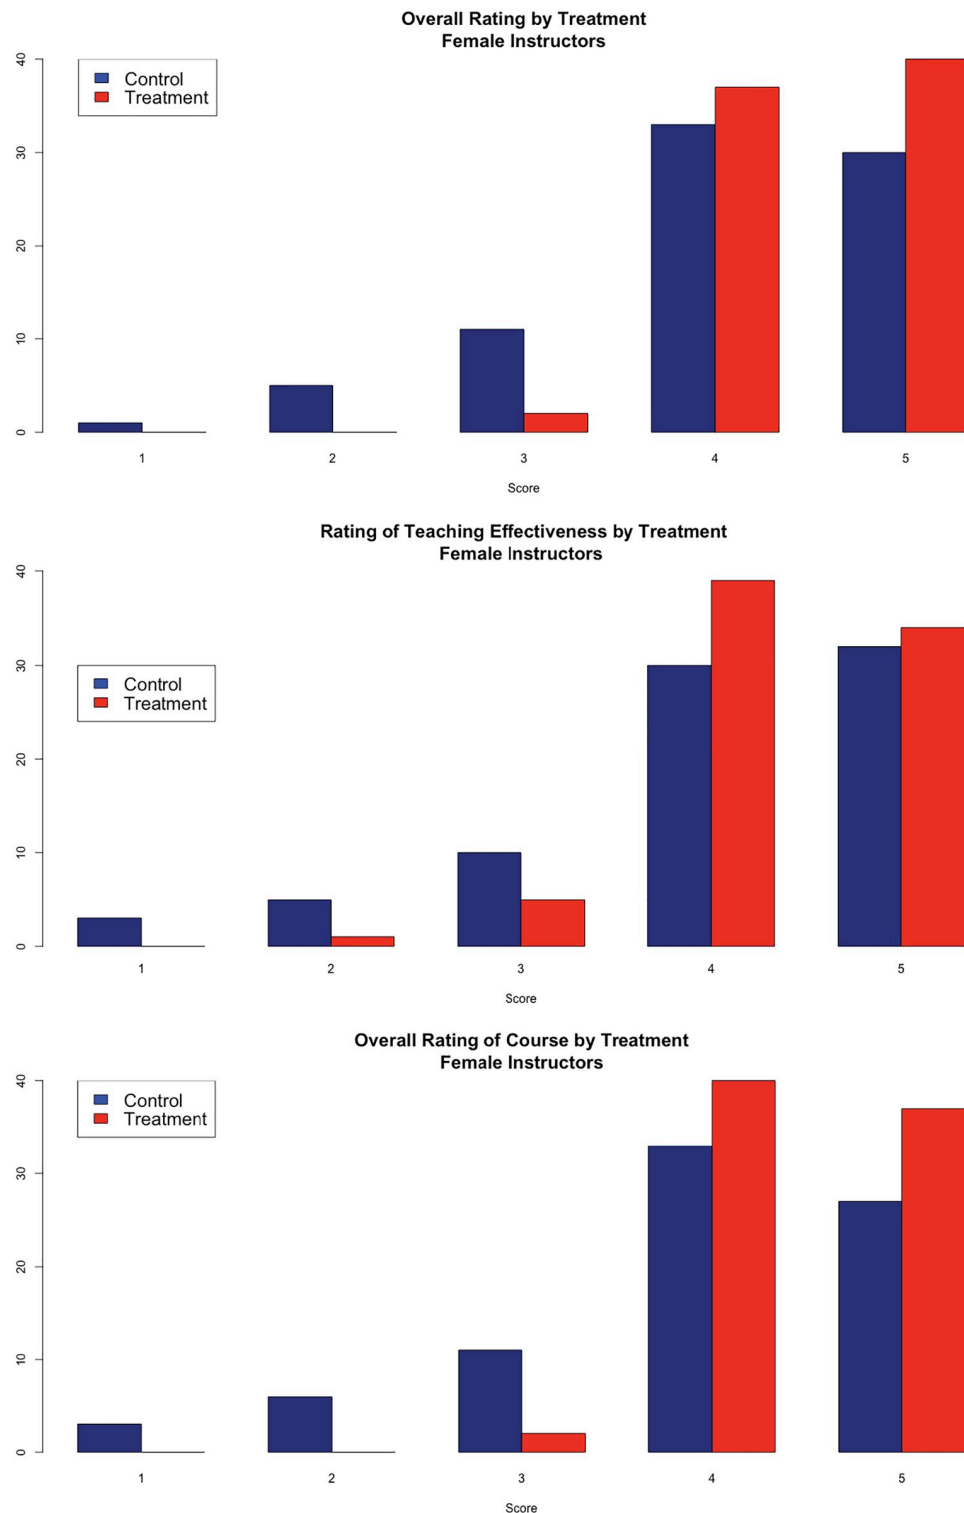 Overall Rating by Treatment
Female Instructors
40
30
20
10
0
Control
Treatment
1 2 3 4 5
Score
Rating of Teaching Effectiveness by Treatment
Female Instructors
40
30
20
10
0
Control
Treatment
1 2 3 4 5
Score
Overall Rating of Course by Treatment
Female Instructors
40
30
20
10
0
Control
Treatment
1 2 3 4 5
Score